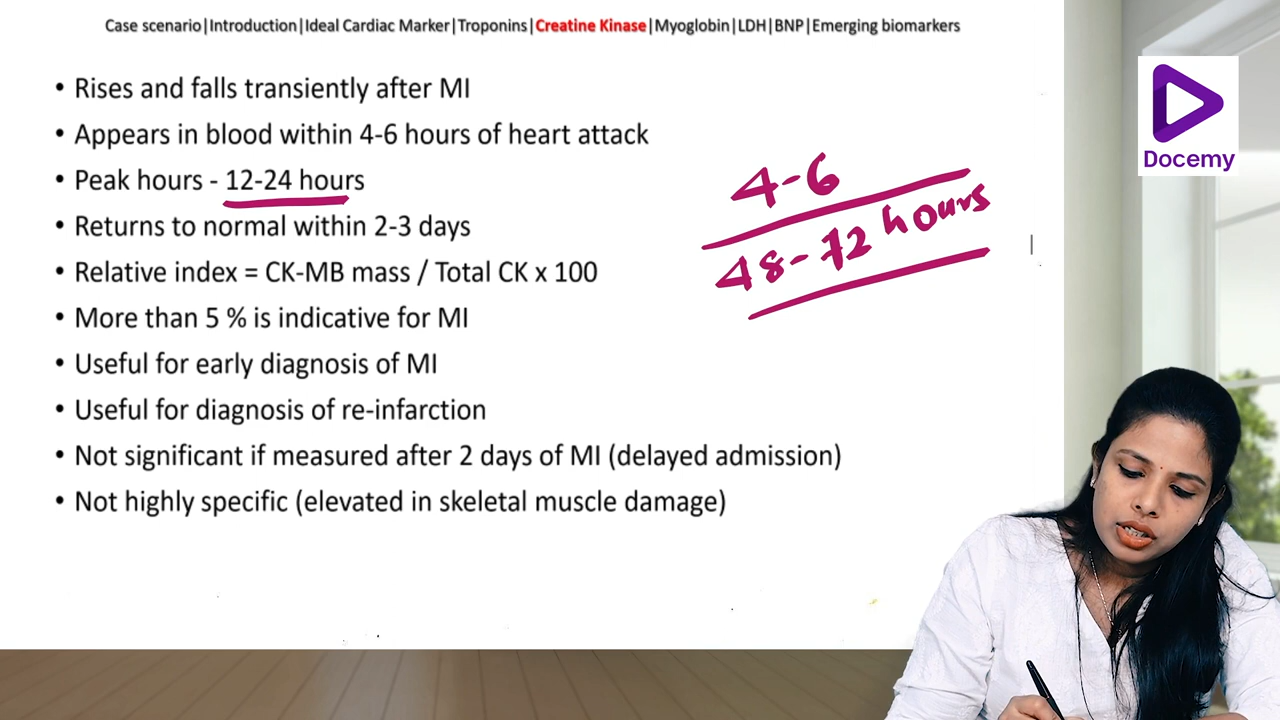 Case scenario|Introduction|Ideal Cardiac Marker|Troponins|Creatine Kinase|Myoglobin|LDH|BNP|Emerging biomarkers
Docemy
• Rises and falls transiently after MI
• Appears in blood within 4-6 hours of heart attack
• Peak hours - 12-24 hours
• Returns to normal within 2-3 days
• Relative index = CK-MB mass / Total CK x 100
• More than 5 % is indicative for MI
• Useful for early diagnosis of MI
• Useful for diagnosis of re-infarction
• Not significant if measured after 2 days of MI (delayed admission)
• Not highly specific (elevated in skeletal muscle damage)
4-6
48-72 hours